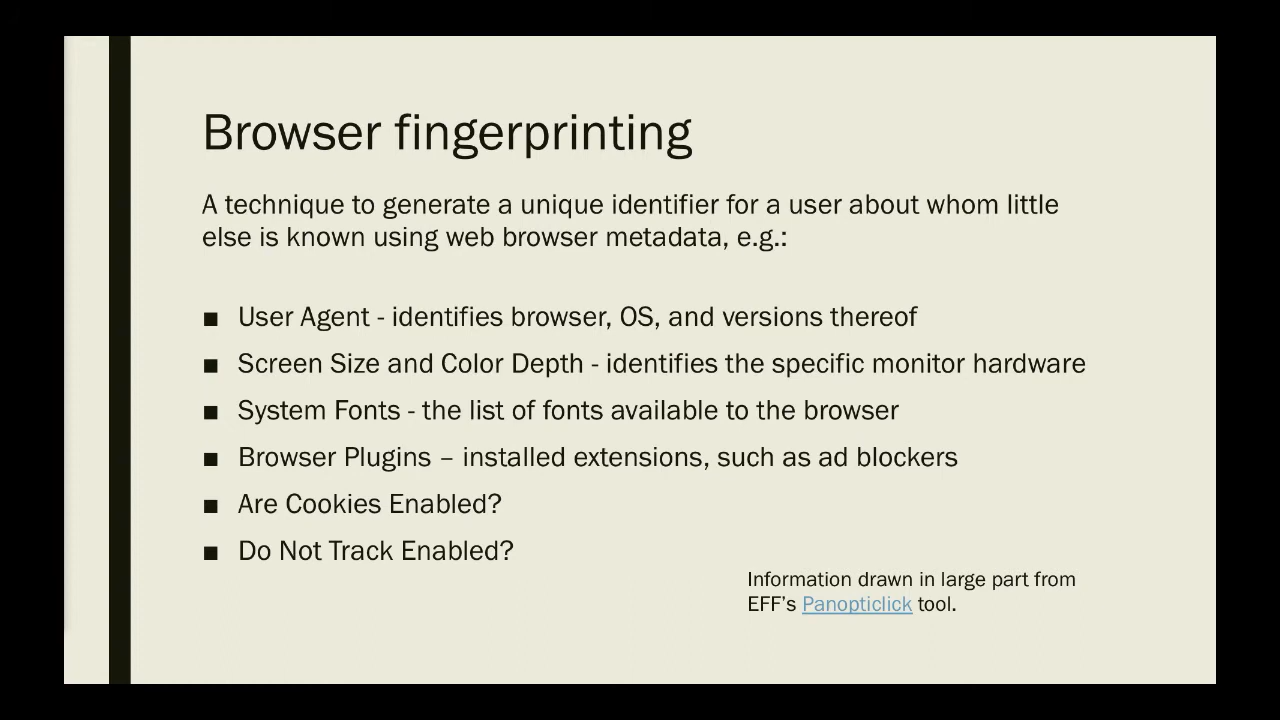 Browser fingerprinting
A technique to generate a unique identifier for a user about whom little
else is known using web browser metadata, e.g.:
■ User Agent - identifies browser, OS, and versions thereof
■ Screen Size and Color Depth - identifies the specific monitor hardware
■ System Fonts - the list of fonts available to the browser
■ Browser Plugins – installed extensions, such as ad blockers
■ Are Cookies Enabled?
■ Do Not Track Enabled?
Information drawn in large part from
EFF’s Panopticlick tool.